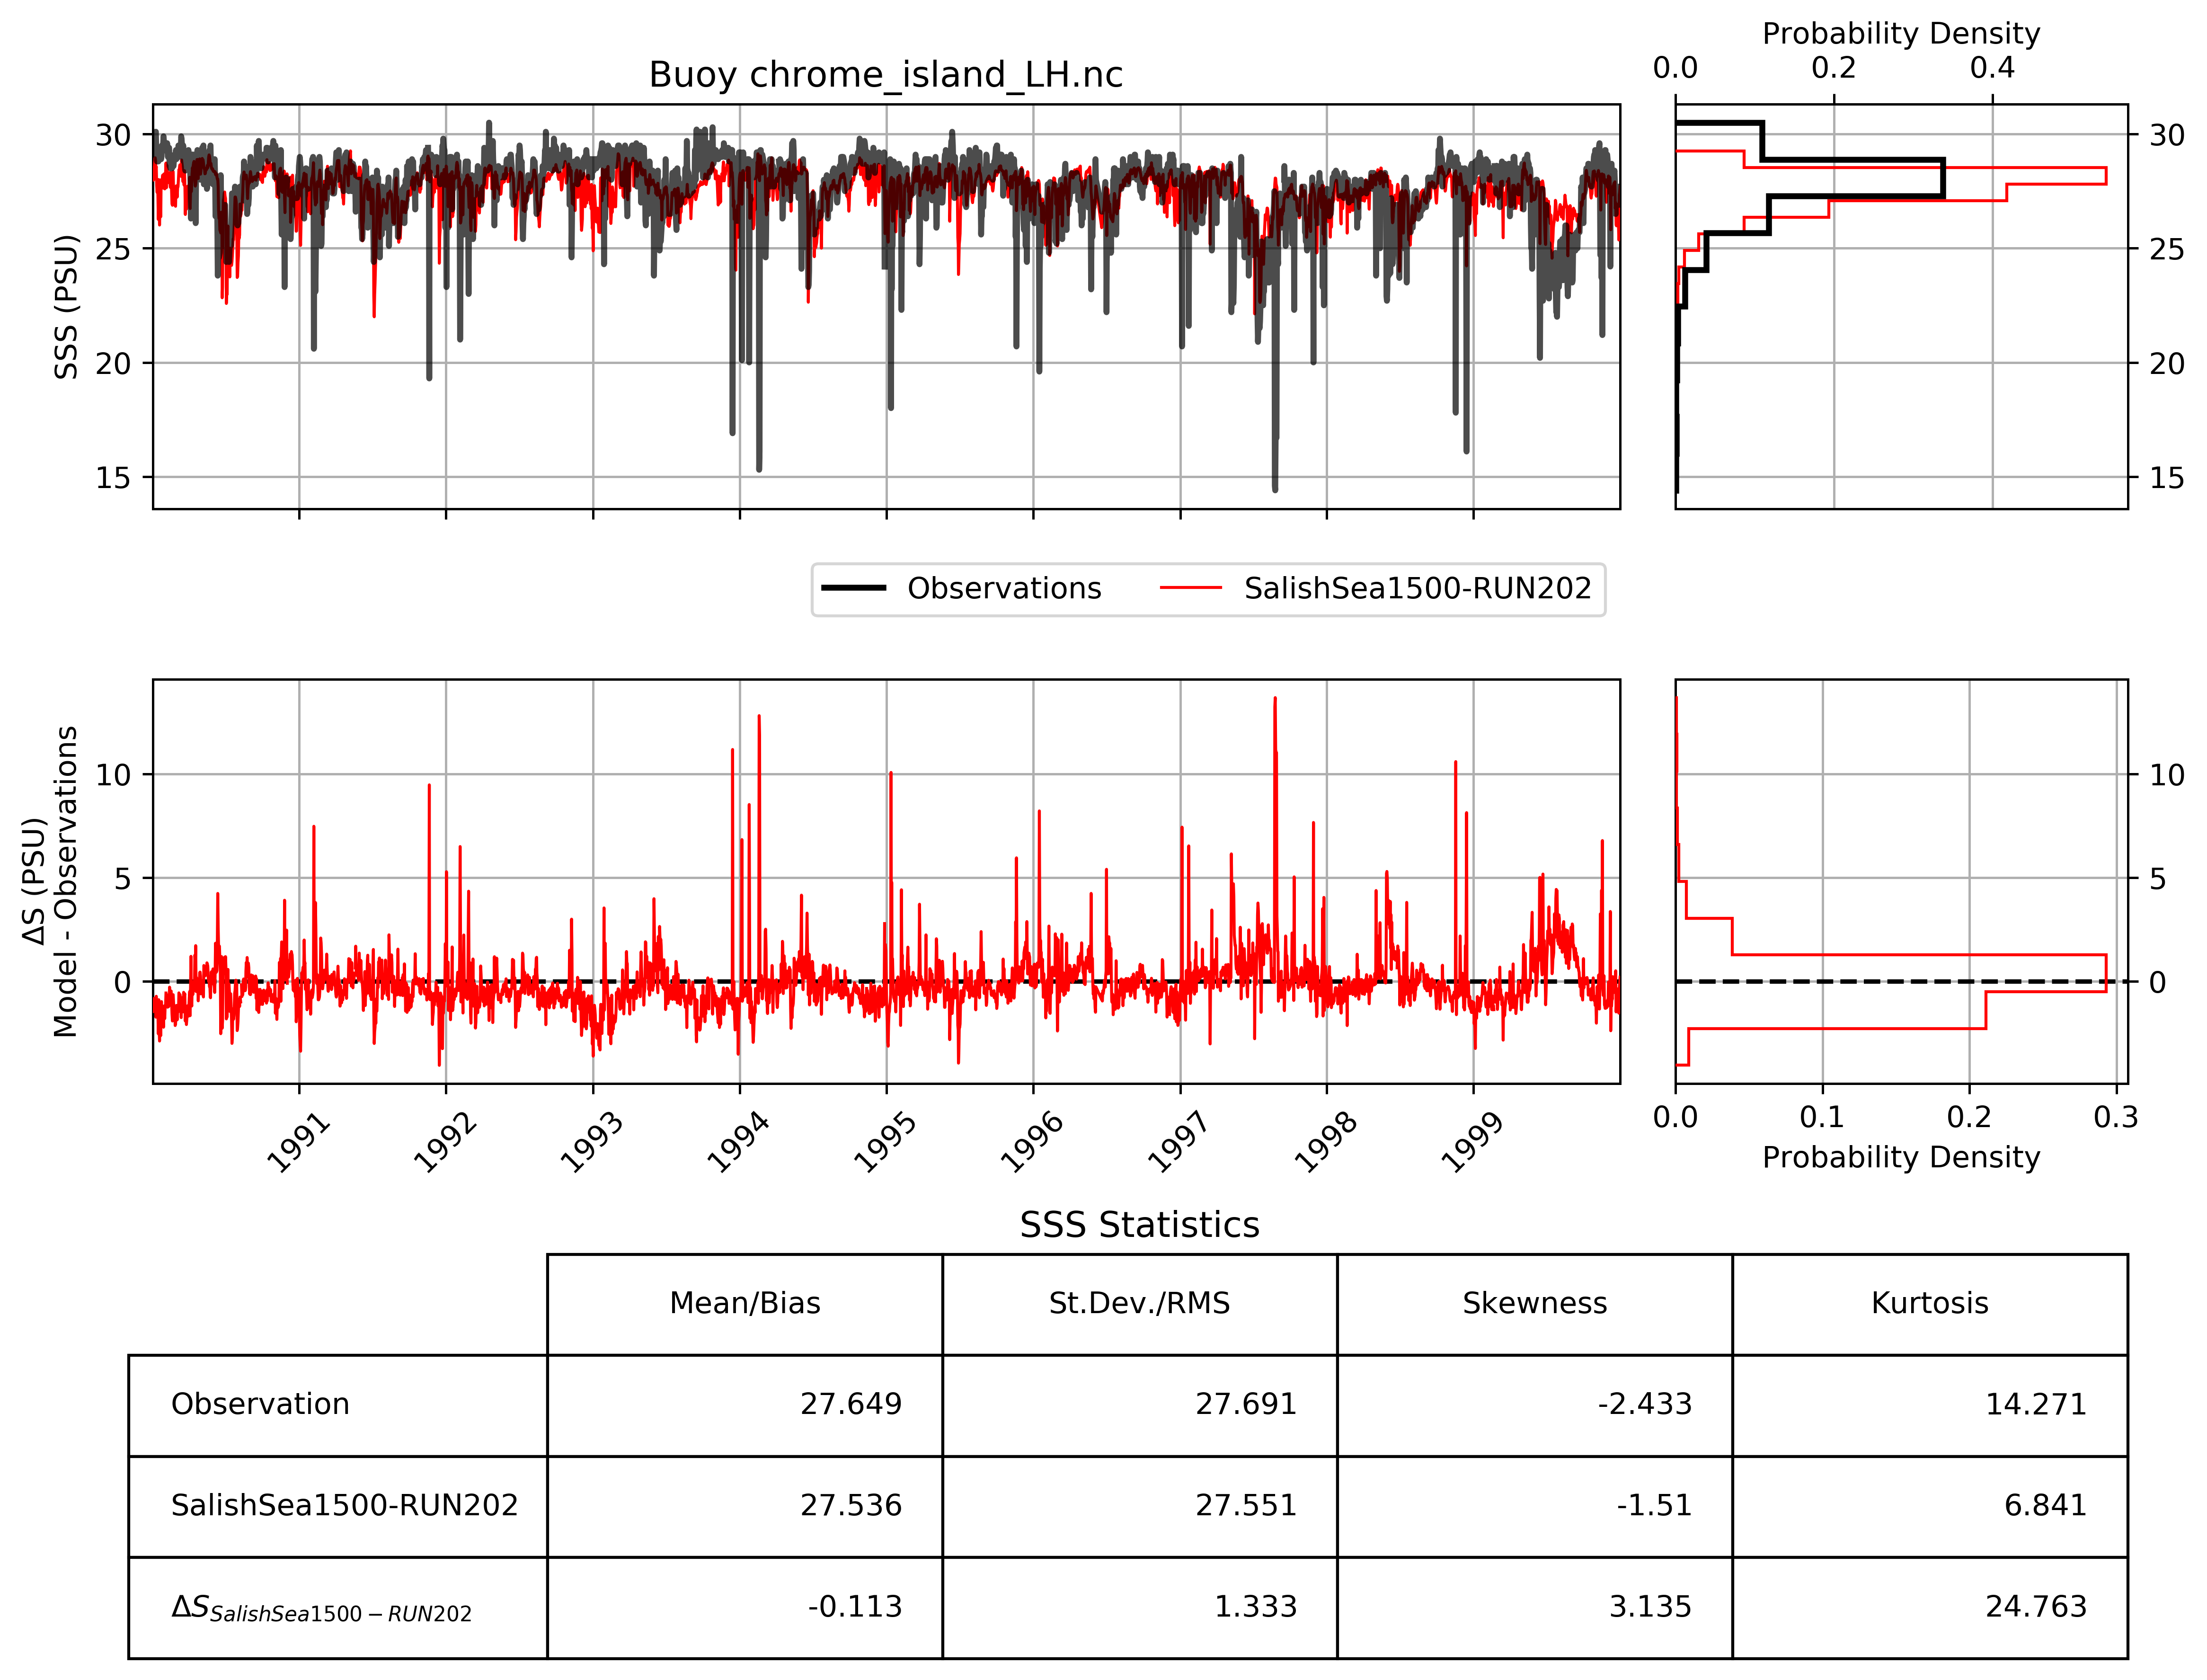 Probability Density
0.0 0.2 0.4
Buoy chrome_island_LH.nc
30
25
20
15
SSS (PSU)
30
25
20
15
Observations SalishSea1500-RUN202
ΔS (PSU)
Model - Observations
10
5
0
10
5
0
1991 1992 1993 1994 1995 1996 1997 1998 1999
0.0 0.1 0.2 0.3
Probability Density
SSS Statistics
Mean/Bias St.Dev./RMS Skewness Kurtosis
Observation 27.649 27.691 -2.433 14.271
SalishSea1500-RUN202 27.536 27.551 -1.51 6.841
ΔS SalishSea1500-RUN202 -0.113 1.333 3.135 24.763